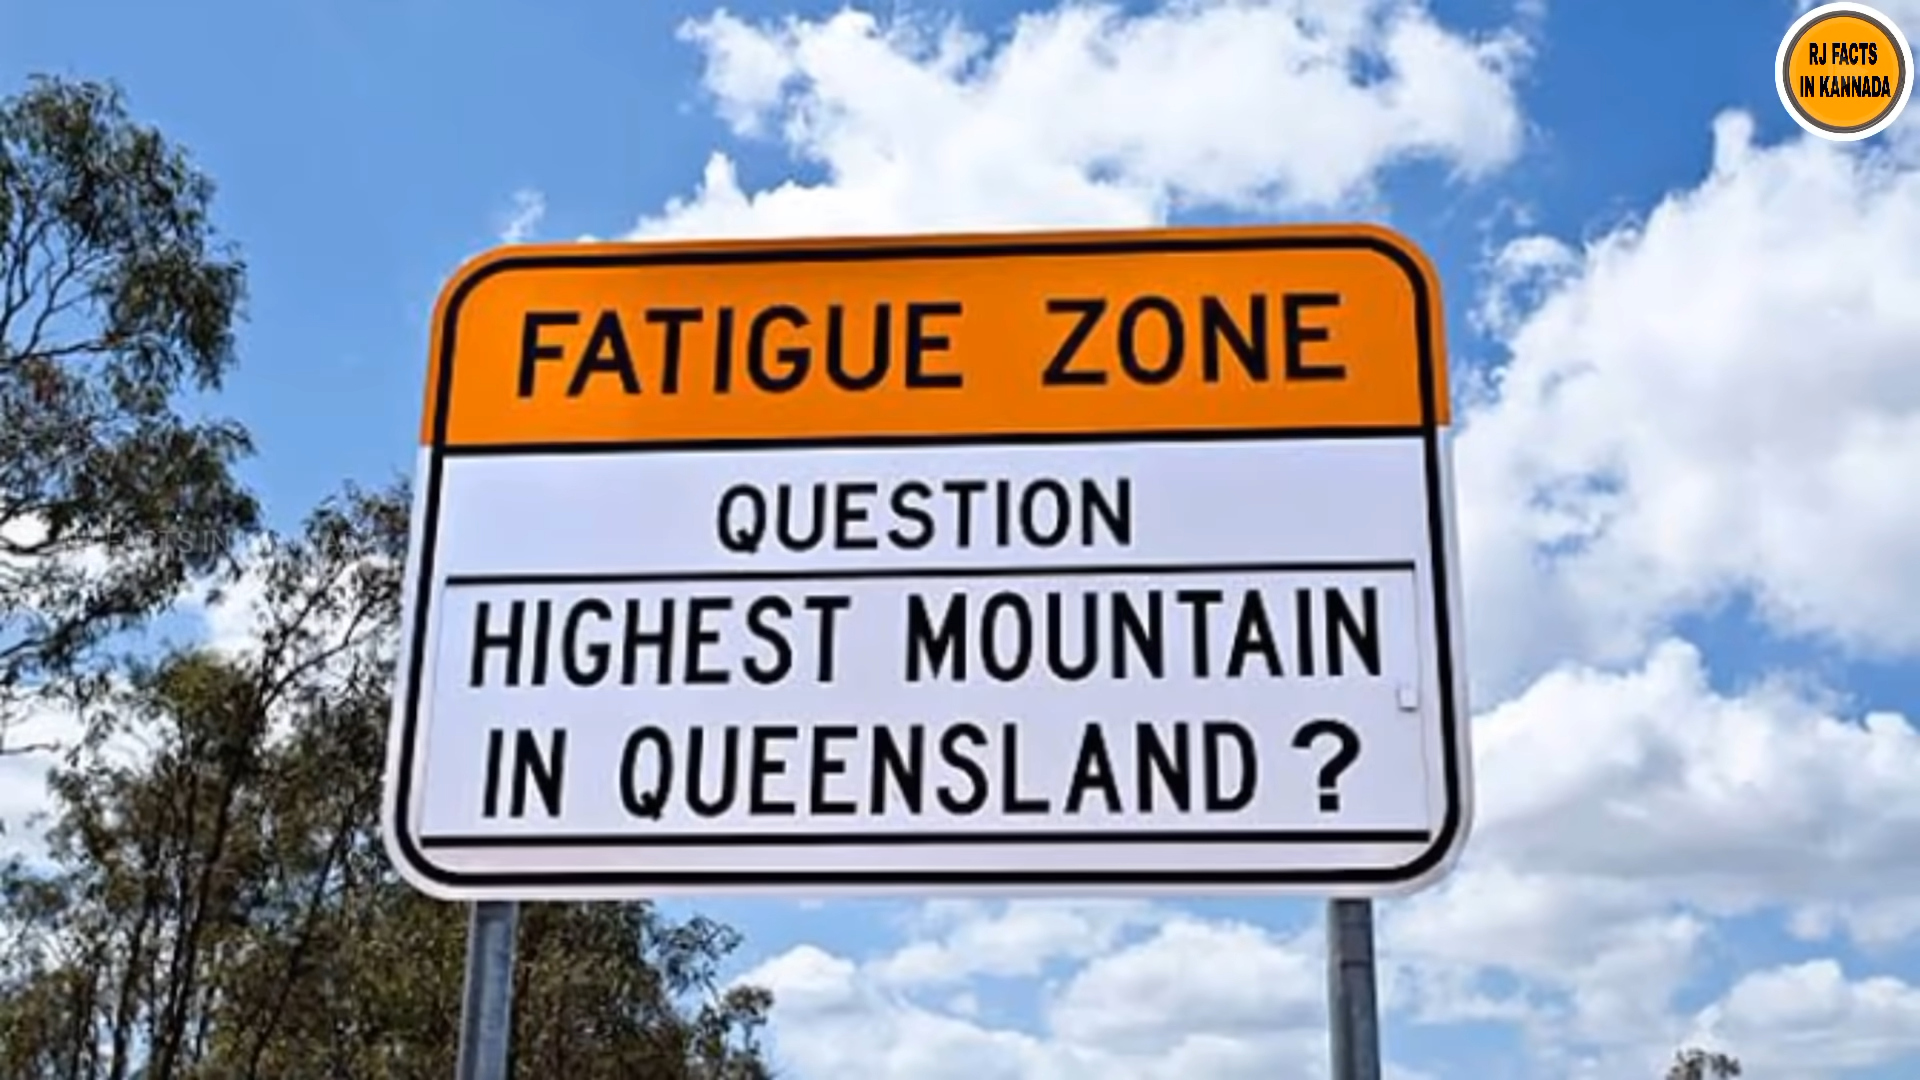 RJ FACTS
IN KANNADA
FATIGUE ZONE
QUESTION
HIGHEST MOUNTAIN
IN QUEENSLAND ?